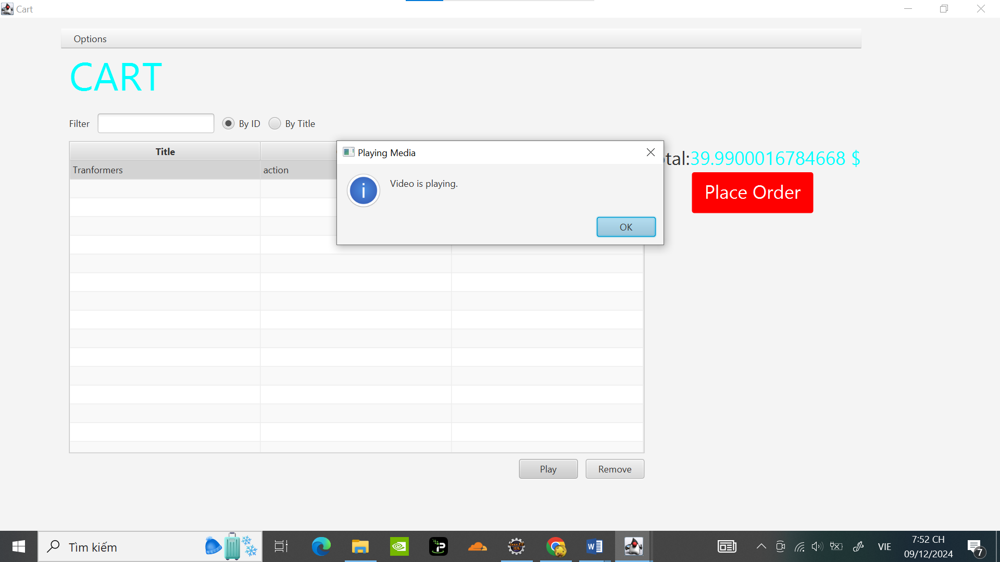 Cart
Options
CART
Filter
By ID
By Title
Title
Tranformers
action
Playing Media
Video is playing.
OK
tal:39.9900016784668 $
Place Order
Play
Remove
Tìm kiếm
VIE
7:52 CH
09/12/2024
7